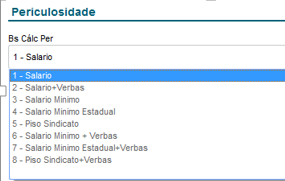 Periculosidade
Bs Cálc Per
1 - Salario
1 - Salario
2 - Salario+Verbas
3 - Salario Minimo
4 - Salario Minimo Estadual
5 - Piso Sindicato
6 - Salario Minimo + Verbas
7 - Salario Minimo Estadual+Verbas
8 - Piso Sindicato+Verbas